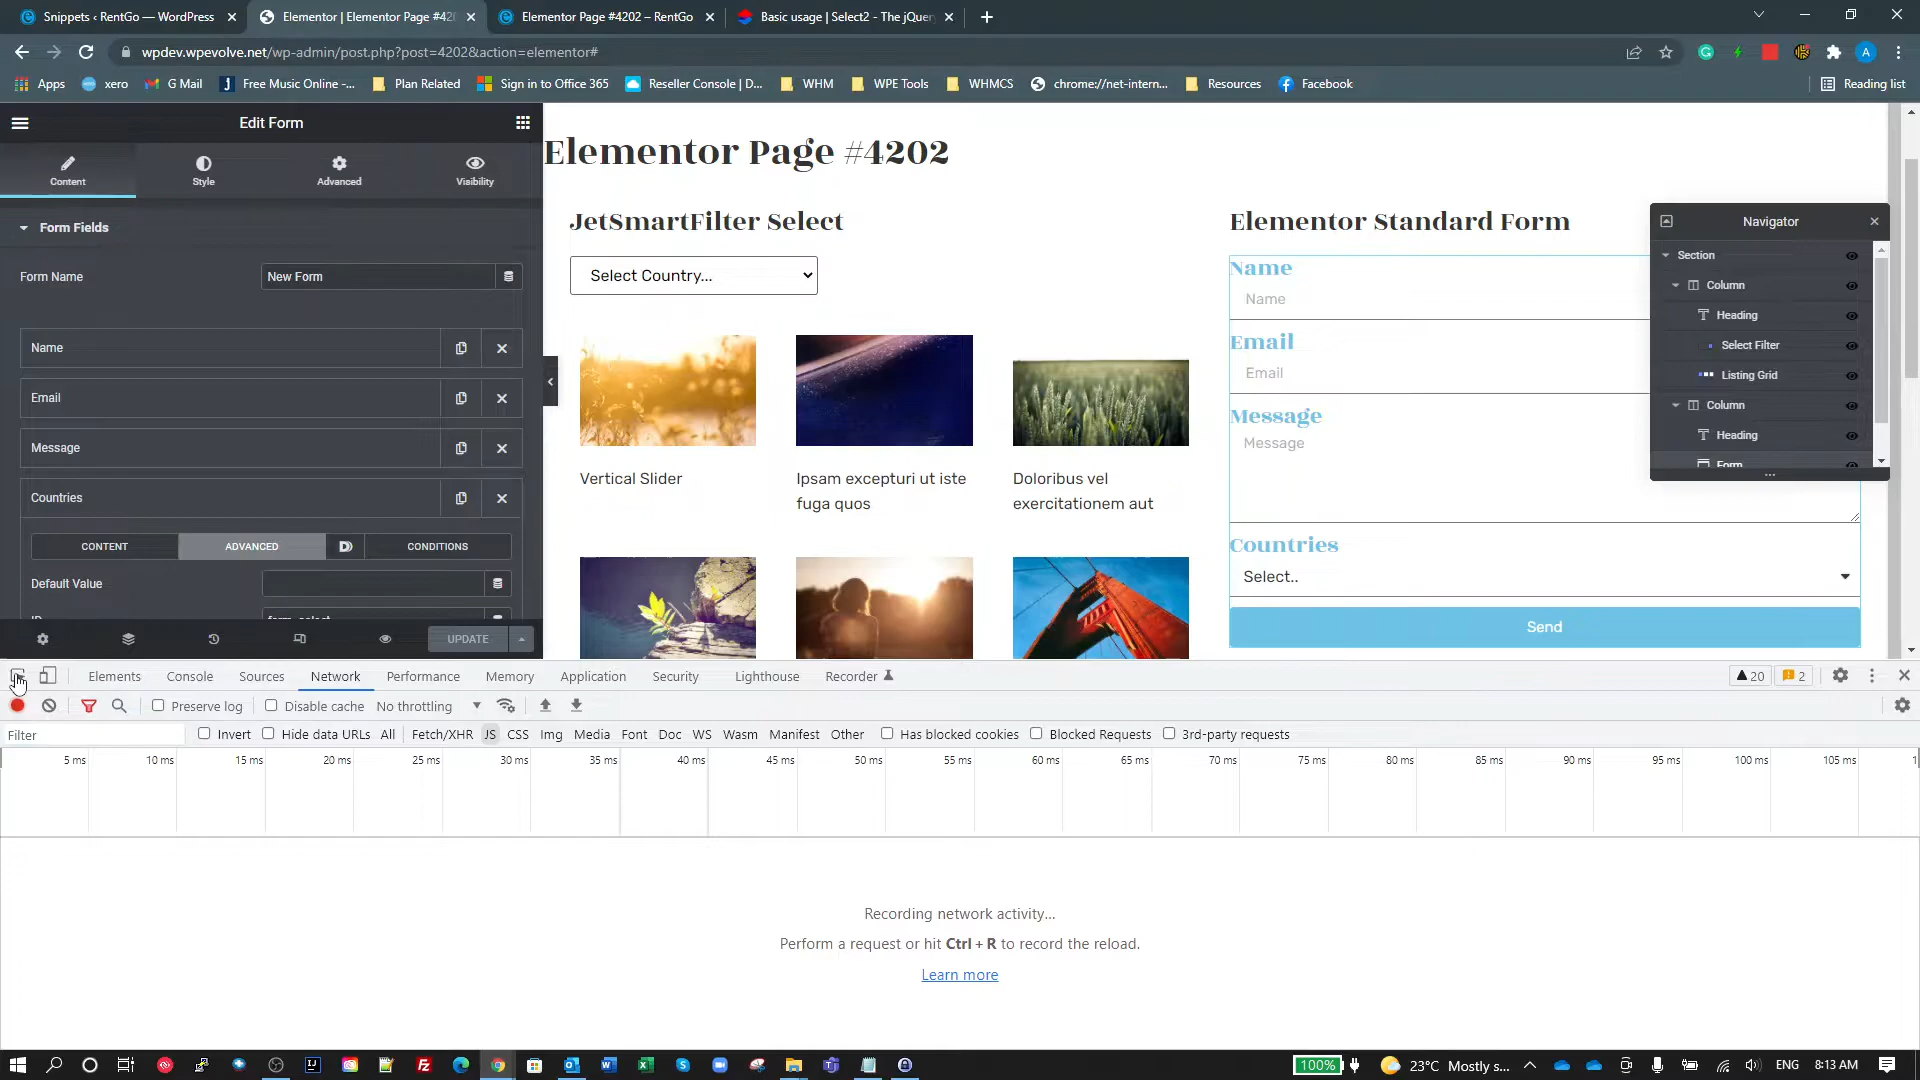 Snippets ‹ RentGo — WordPress
Elementor | Elementor Page #420
Elementor Page #4202 – RentGo
Basic usage | Select2 - The jQuery
wpdev.wpevolve.net/wp-admin/post.php?post=4202&action=elementor#
A
Apps
xero
G Mail
Free Music Online -...
Plan Related
Sign in to Office 365
Reseller Console | D...
WHM
WPE Tools
WHMCS
chrome://net-intern...
Resources
Facebook
Reading list
Edit Form
Content
Style
Advanced
Visibility
Form Fields
Form Name
New Form
Name
Email
Message
Countries
CONTENT
ADVANCED
CONDITIONS
Default Value
UPDATE
Elementor Page #4202
JetSmartFilter Select
Select Country...
Vertical Slider
Ipsam excepturi ut iste
fuga quos
Doloribus vel
exercitationem aut
Elementor Standard Form
Name
Name
Email
Email
Message
Message
Countries
Select..
Send
Navigator
Section
Column
Heading
Select Filter
Listing Grid
Column
Heading
Form
Elements
Console
Sources
Network
Performance
Memory
Application
Security
Lighthouse
Recorder
20
2
Preserve log
Disable cache
No throttling
Filter
Invert
Hide data URLs
All
Fetch/XHR
JS
CSS
Img
Media
Font
Doc
WS
Wasm
Manifest
Other
Has blocked cookies
Blocked Requests
3rd-party requests
5 ms
10 ms
15 ms
20 ms
25 ms
30 ms
35 ms
40 ms
45 ms
50 ms
55 ms
60 ms
65 ms
70 ms
75 ms
80 ms
85 ms
90 ms
95 ms
100 ms
105 ms
Recording network activity...
Perform a request or hit Ctrl + R to record the reload.
Learn more
100%
23°C Mostly s...
ENG
8:13 AM